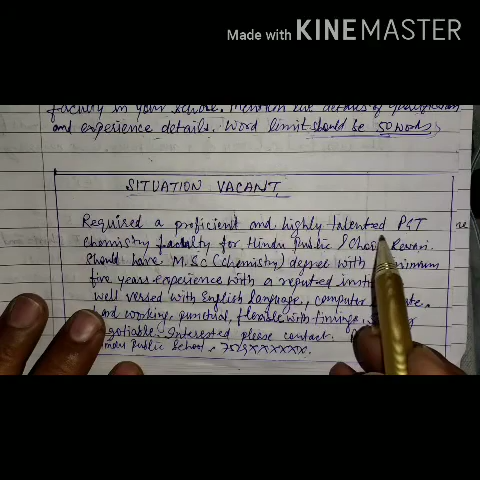 Made with KINEMASTER
faculty in your school. Mention the details of qualification
and experience details. Word limit should be 50 words
SITUATION VACANT
Required a proficient and highly talented PGT
Chemistry faculty for Hindu Public School Rewari.
Should have M.Sc (Chemistry) degree with minimum
five years experience with a reputed
well versed with English language, computer
working, punctual, flexible with timings,
negotiable. Interested please contact.
Public School, 7